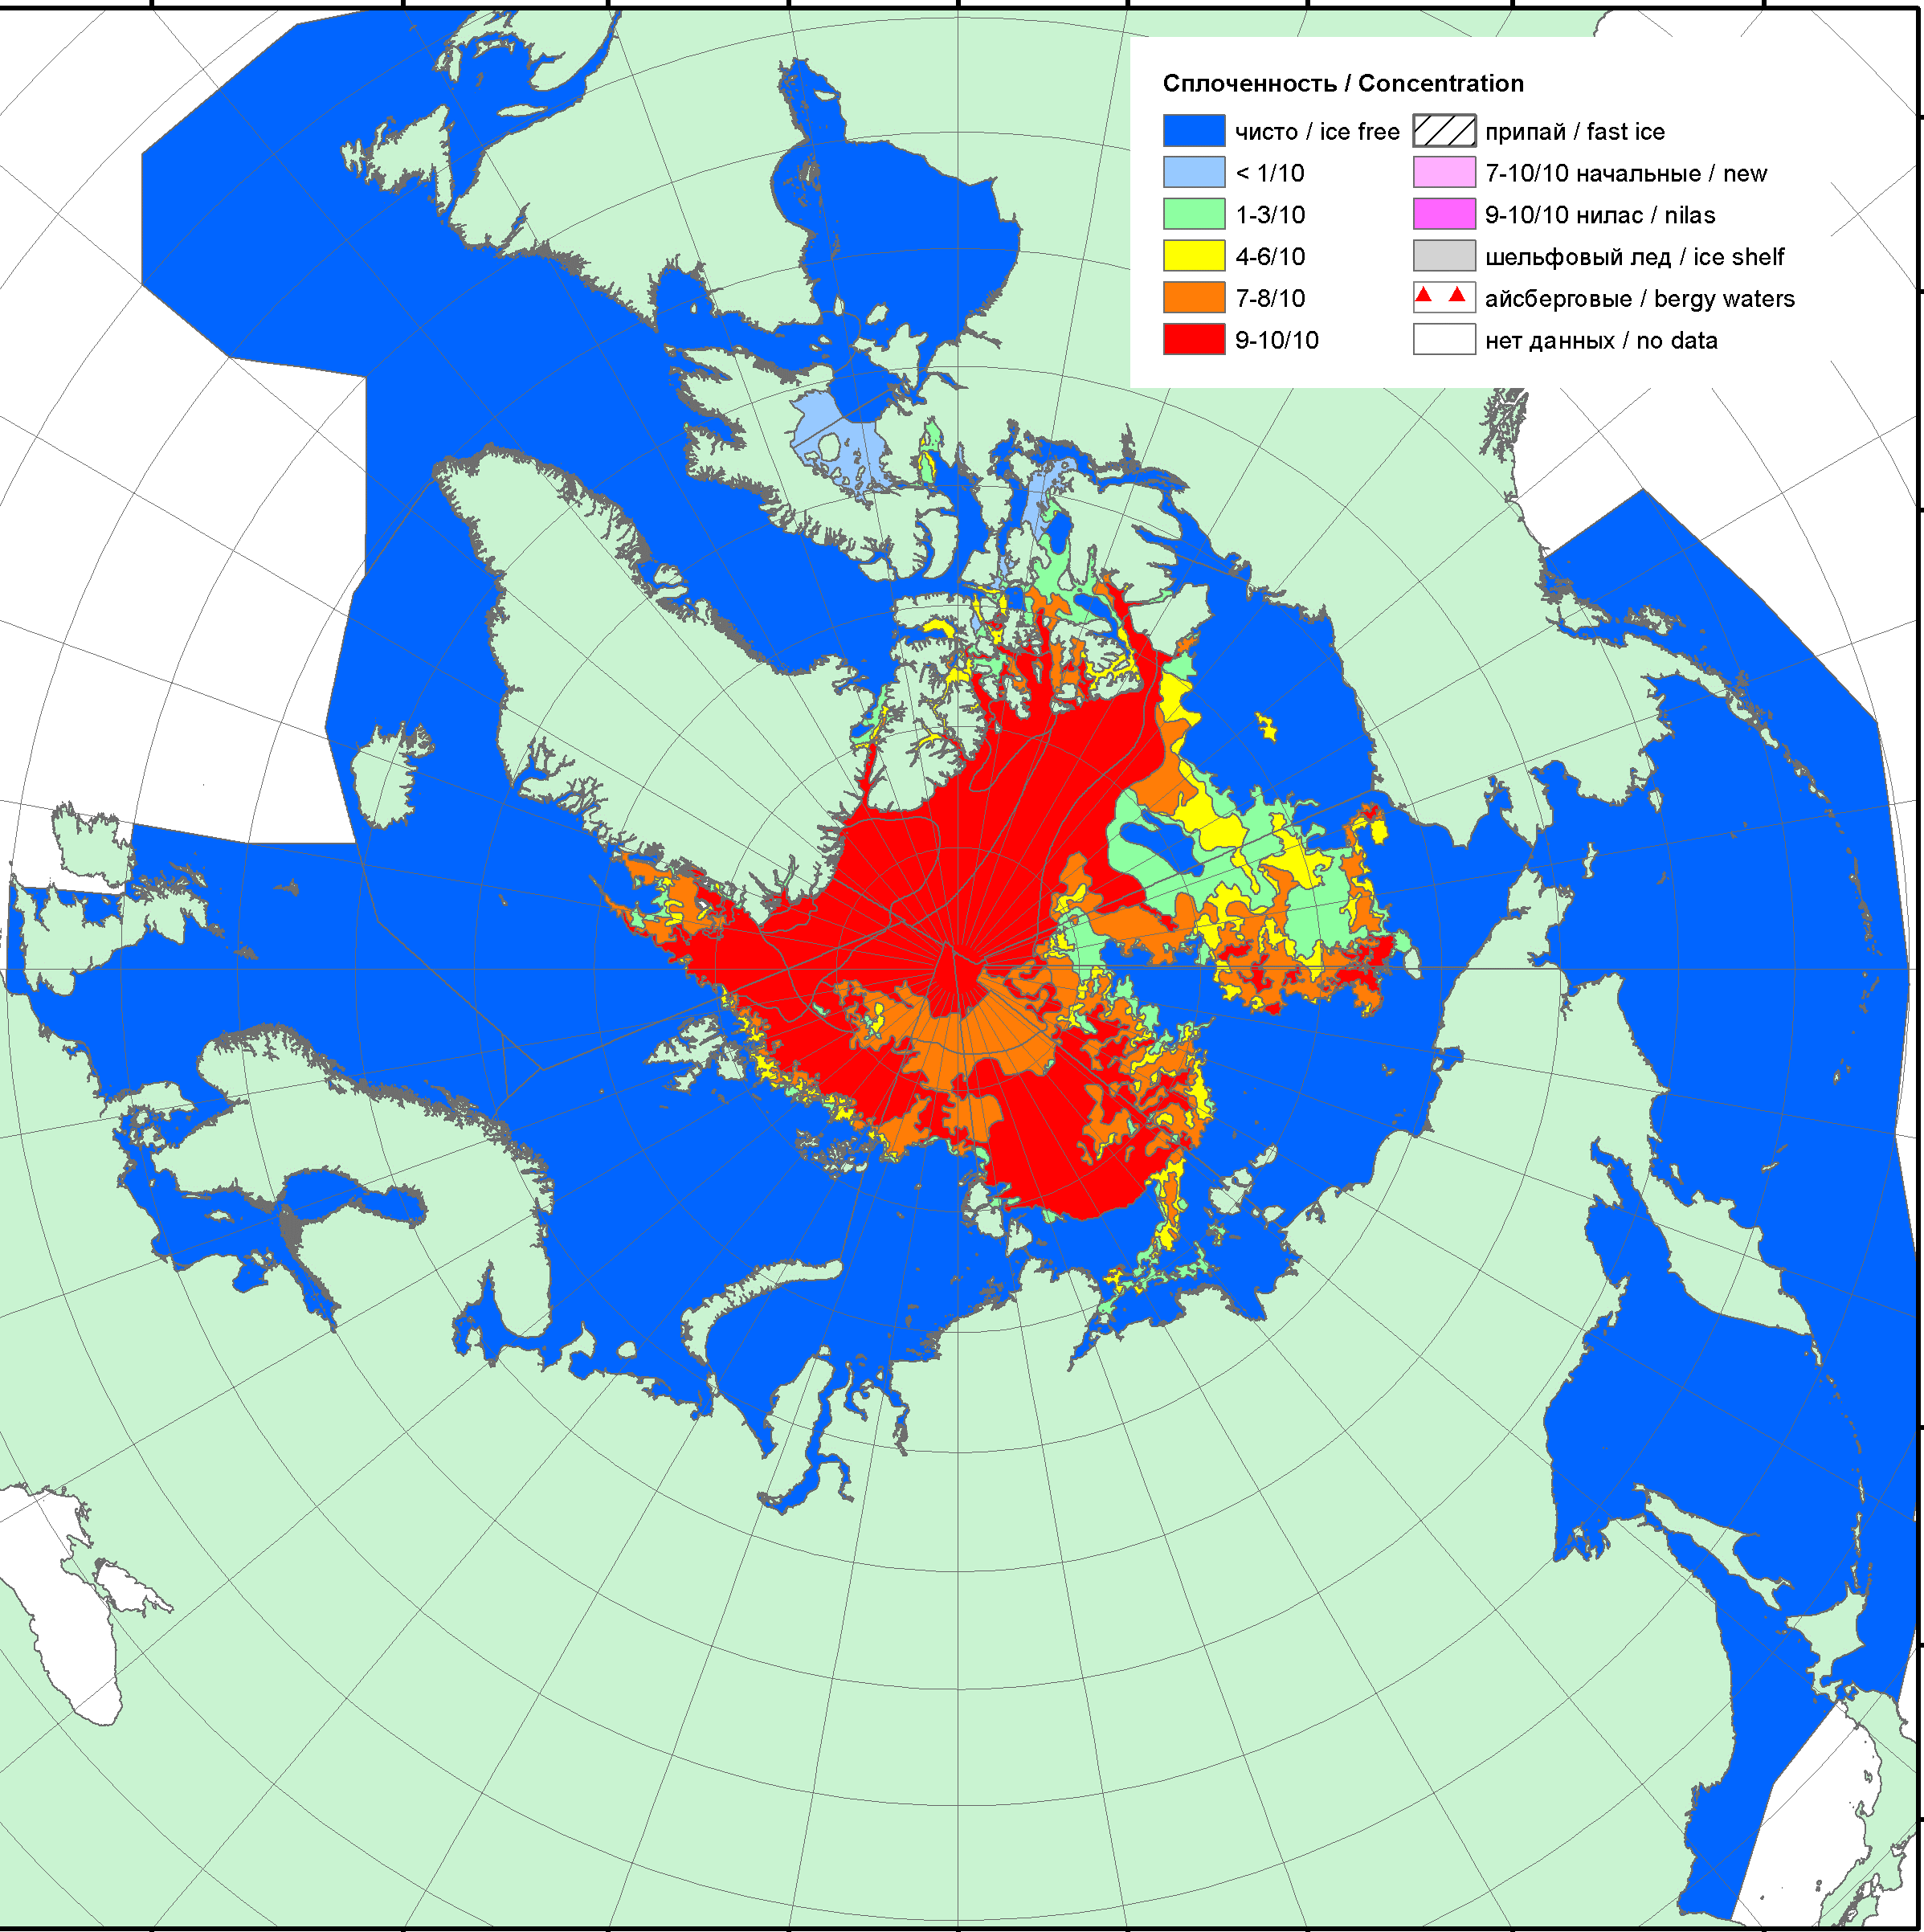 Сплоченность / Concentration
чисто / ice free
< 1/10
1-3/10
4-6/10
7-8/10
9-10/10
припай / fast ice
7-10/10 начальные / new
9-10/10 нилас / nilas
шельфовый лед / ice shelf
айсберговые / bergy waters
нет данных / no data